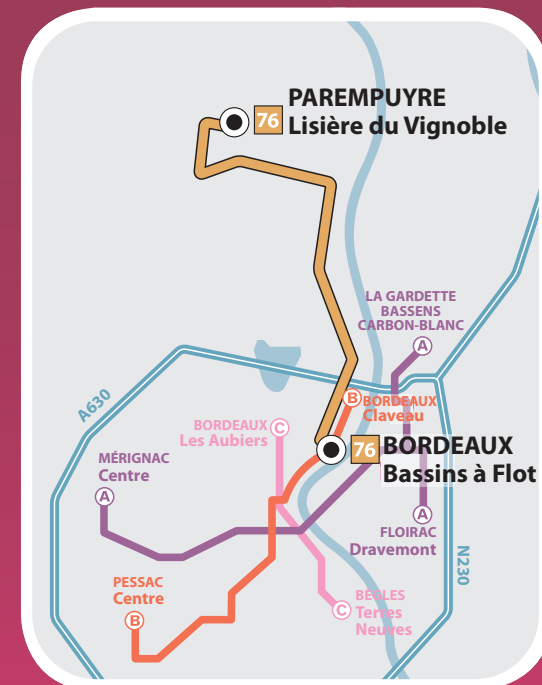 PAREMPUYRE
76 Lisière du Vignoble
LA GARDETTE
BASSENS
CARBON-BLANC
A
A630
B BORDEAUX
Claveau
BORDEAUX
Les Aubiers
C
76 BORDEAUX
Bassins à Flot
MÉRIGNAC
Centre
A
A
FLOIRAC
Dravemont
N230
PESSAC
Centre
B
BÈGLES
C Terres
Neuves